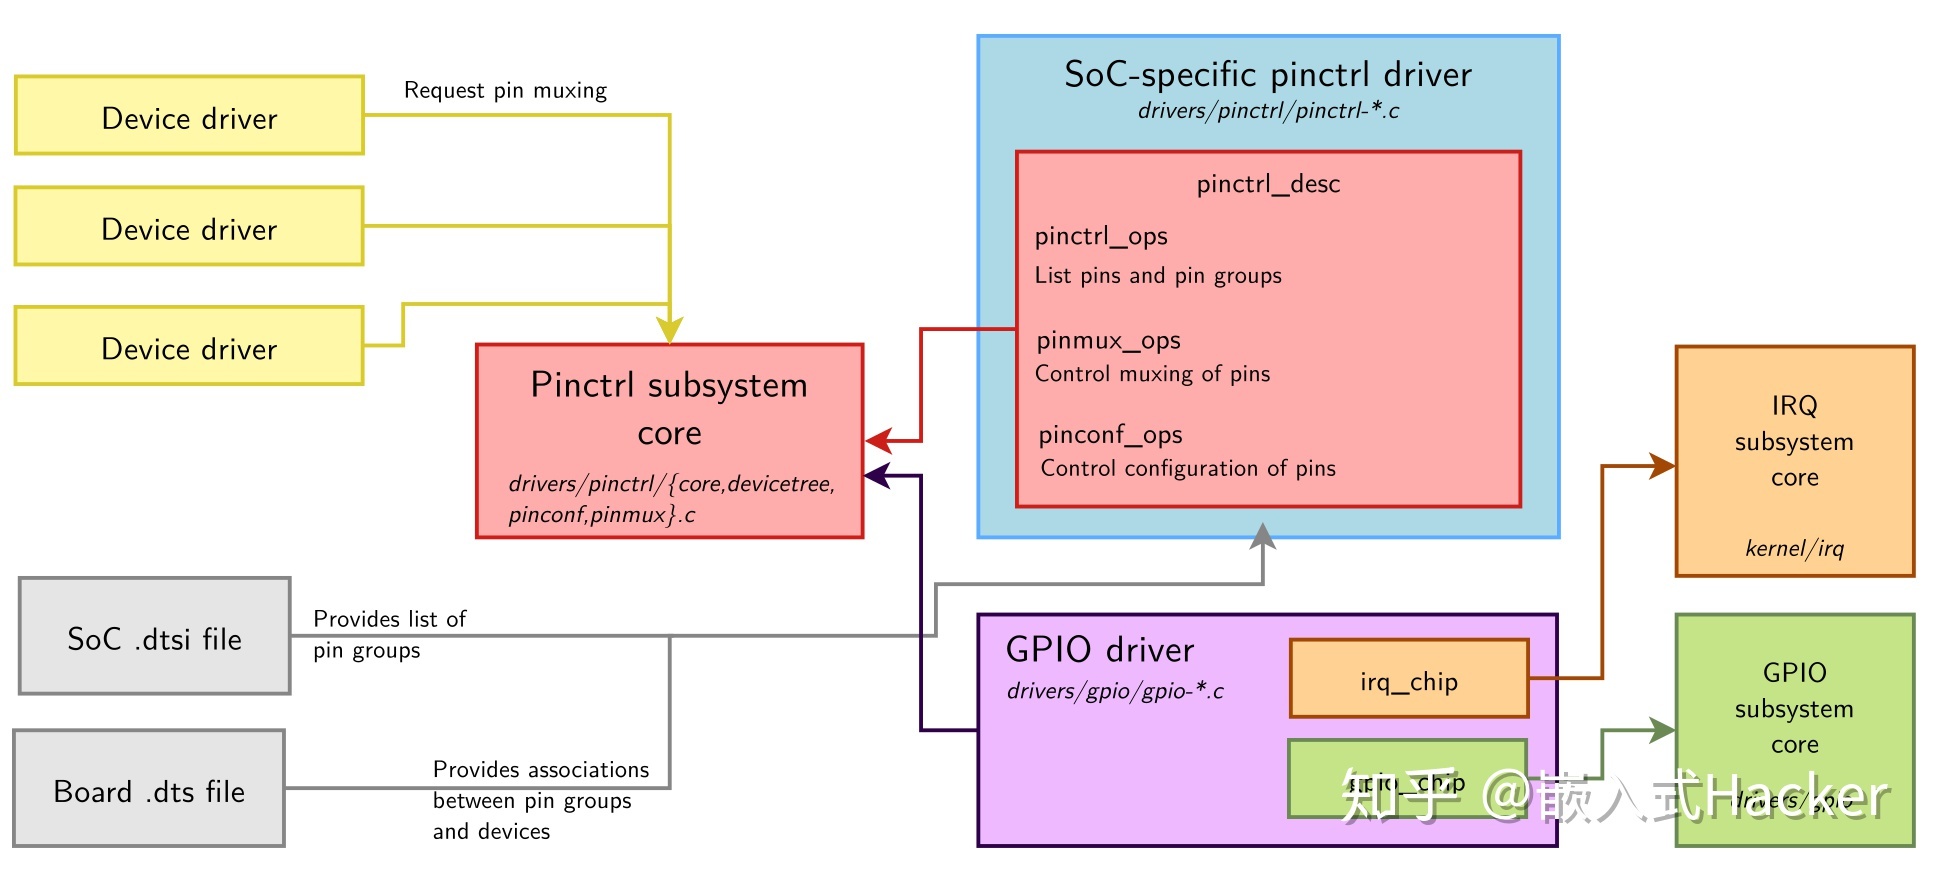 Device driver
Request pin muxing
Device driver
Device driver
Pinctrl subsystem
core
drivers/pinctrl/{core,devicetree,
pinconf,pinmux}.c
SoC-specific pinctrl driver
drivers/pinctrl/pinctrl-*.c
pinctrl_desc
pinctrl_ops
List pins and pin groups
pinmux_ops
Control muxing of pins
pinconf_ops
Control configuration of pins
IRQ
subsystem
core
kernel/irq
SoC .dtsi file
Provides list of
pin groups
Board .dts file
Provides associations
between pin groups
and devices
GPIO driver
drivers/gpio/gpio-*.c
irq_chip
gpio_chip
GPIO
subsystem
core
drivers/gpio
知乎 @嵌入式Hacker